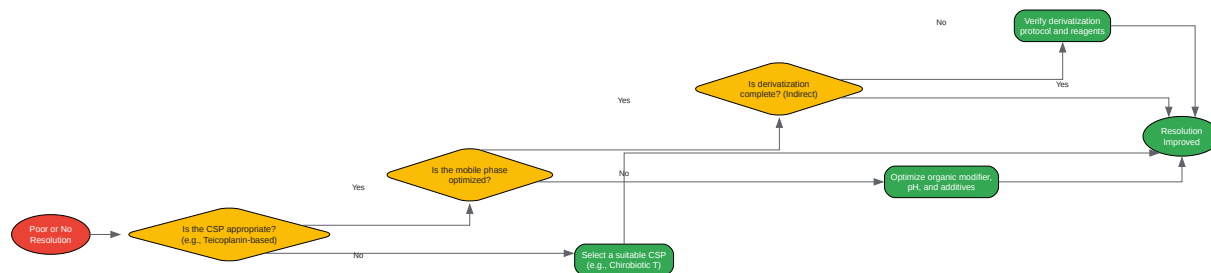 Poor or No
Resolution
Is the CSP appropriate?
(e.g., Teicoplanin-based)
Yes
No
Select a suitable CSP
(e.g., Chirobiotic T)
Is the mobile phase
optimized?
Yes
No
Optimize organic modifier,
pH, and additives
Is derivatization
complete? (Indirect)
No
Yes
Verify derivatization
protocol and reagents
Resolution
Improved